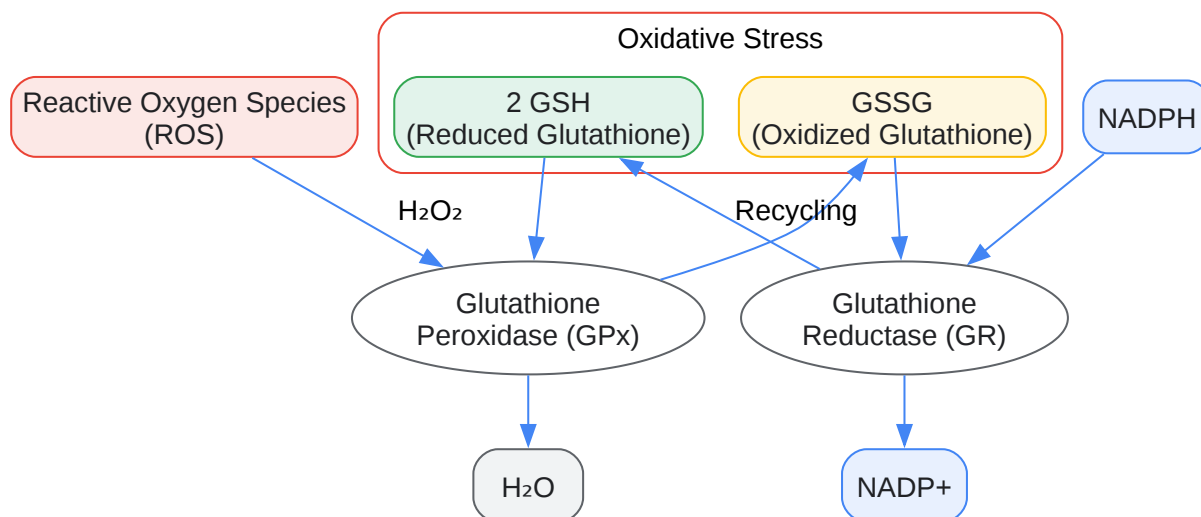 Oxidative Stress
Reactive Oxygen Species
(ROS)
2 GSH
(Reduced Glutathione)
GSSG
(Oxidized Glutathione)
NADPH
H₂O₂
Recycling
Glutathione
Peroxidase (GPx)
Glutathione
Reductase (GR)
H₂O
NADP+